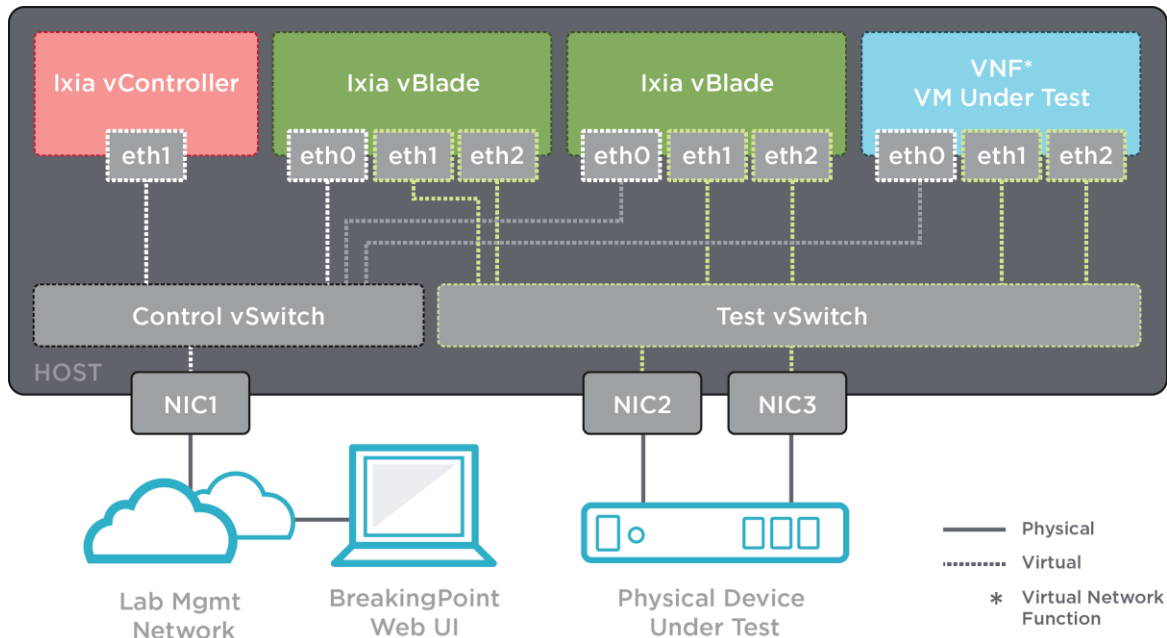 Ixia vController
Ixia vBlade
Ixia vBlade
VNF*
VM Under Test
eth1
eth0
eth1
eth2
eth0
eth1
eth2
eth0
eth1
eth2
Control vSwitch
Test vSwitch
HOST
NIC1
NIC2
NIC3
Lab Mgmt
Network
BreakingPoint
Web UI
Physical Device
Under Test
Physical
Virtual
* Virtual Network
Function